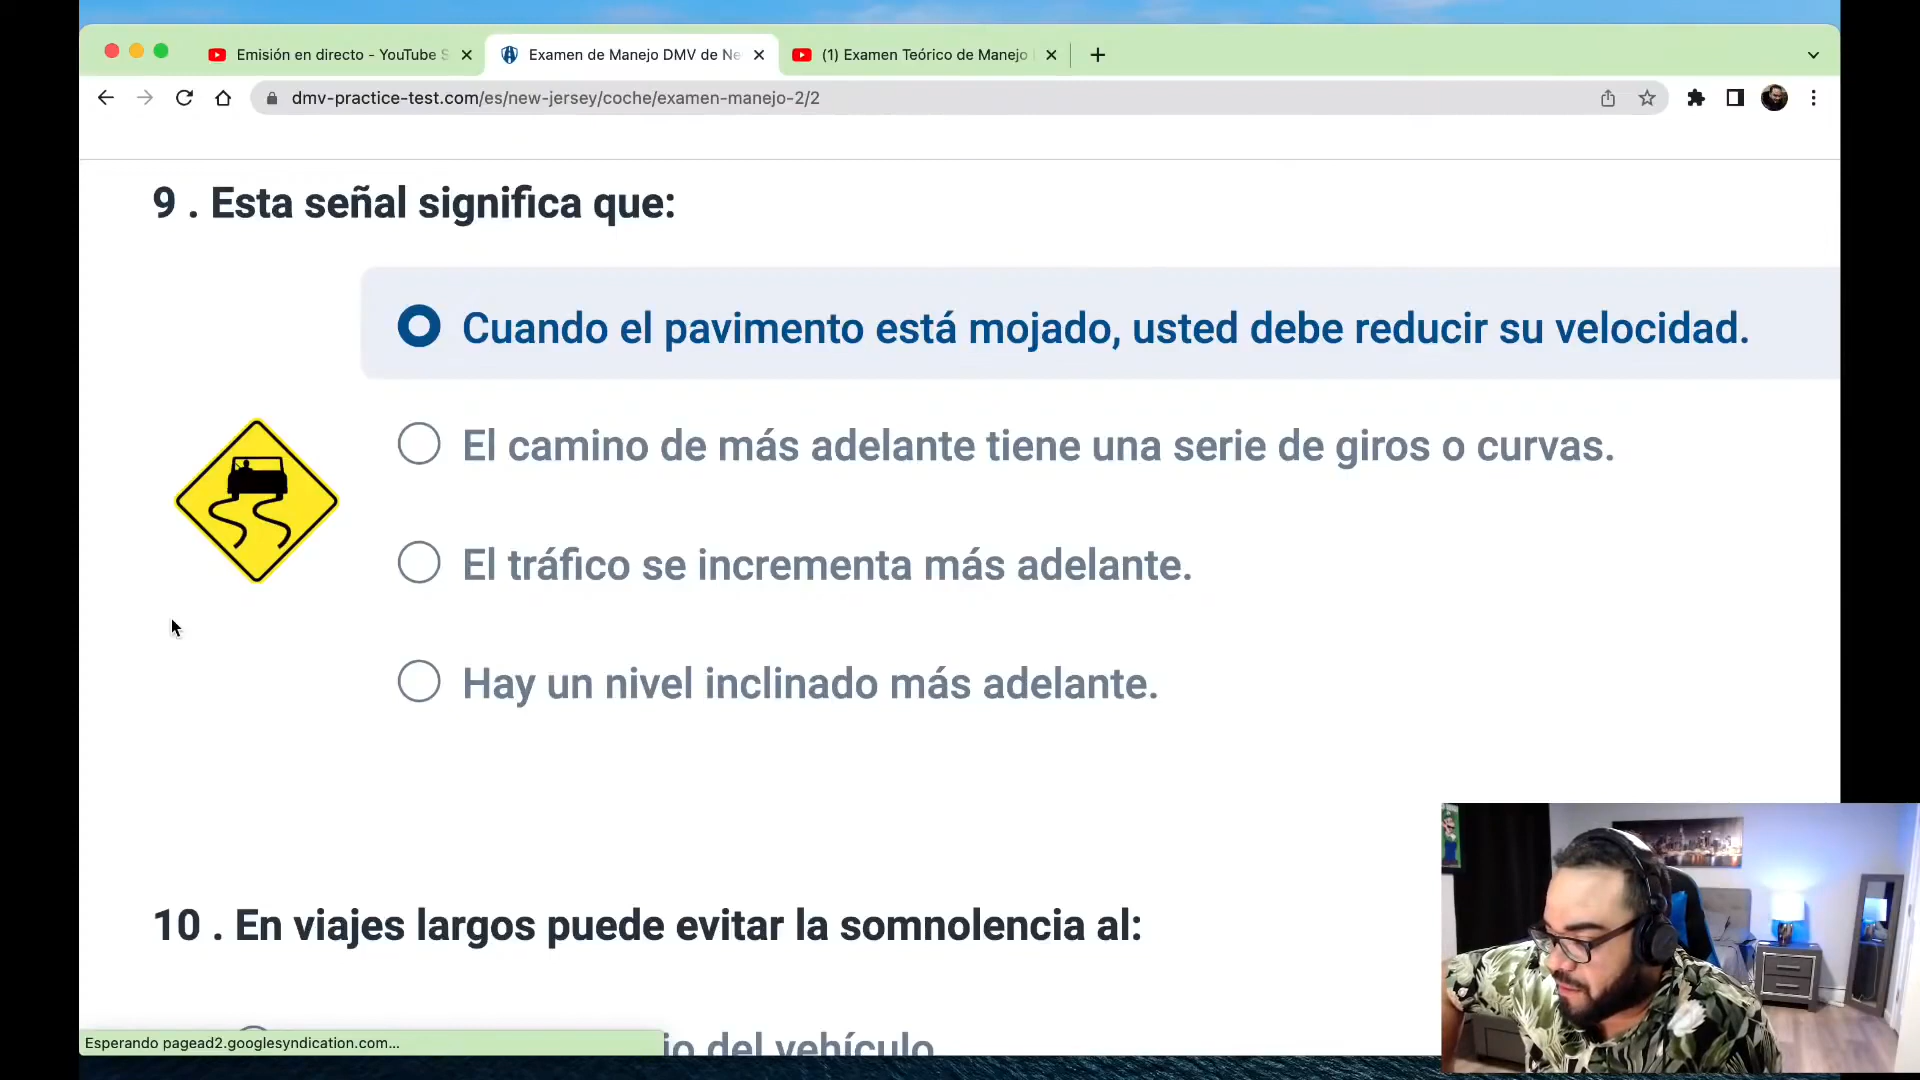 Emisión en directo - YouTube S
Examen de Manejo DMV de Ne
(1) Examen Teórico de Manejo
dmv-practice-test.com/es/new-jersey/coche/examen-manejo-2/2
9 . Esta señal significa que:
Cuando el pavimento está mojado, usted debe reducir su velocidad.
El camino de más adelante tiene una serie de giros o curvas.
El tráfico se incrementa más adelante.
Hay un nivel inclinado más adelante.
10 . En viajes largos puede evitar la somnolencia al:
Esperando pagead2.googlesyndication.com...
del vehículo